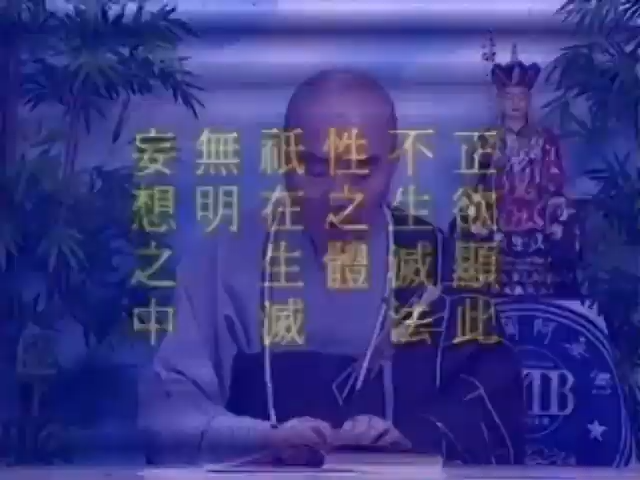 正欲顯此
不生滅法
性之體
祇在生滅
無明
妄想之中